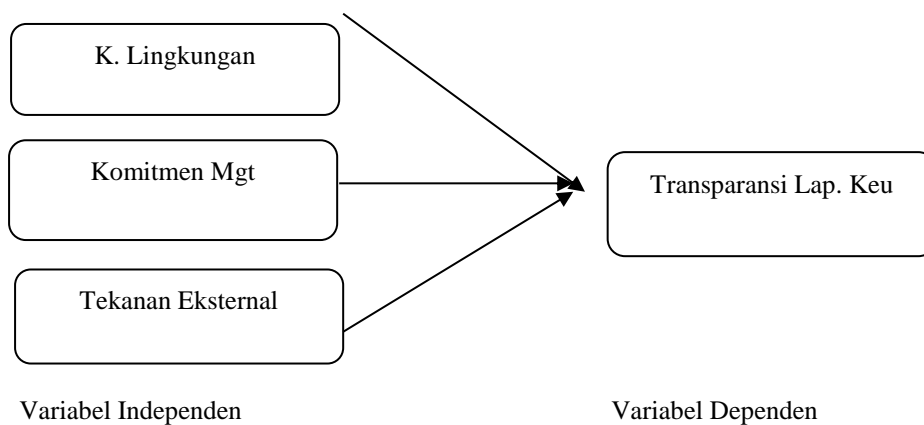 K. Lingkungan
Komitmen Mgt
Tekanan Eksternal
Transparansi Lap. Keu
Variabel Independen
Variabel Dependen